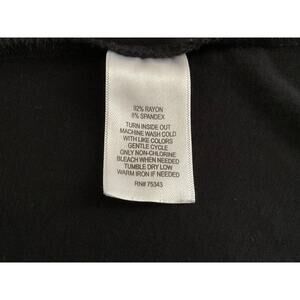 92% RAYON
8% SPANDEX
TURN INSIDE OUT
MACHINE WASH COLD
WITH LIKE COLORS
GENTLE CYCLE
ONLY NON-CHLORINE
BLEACH WHEN NEEDED
TUMBLE DRY LOW
WARM IRON IF NEEDED
RN# 75343